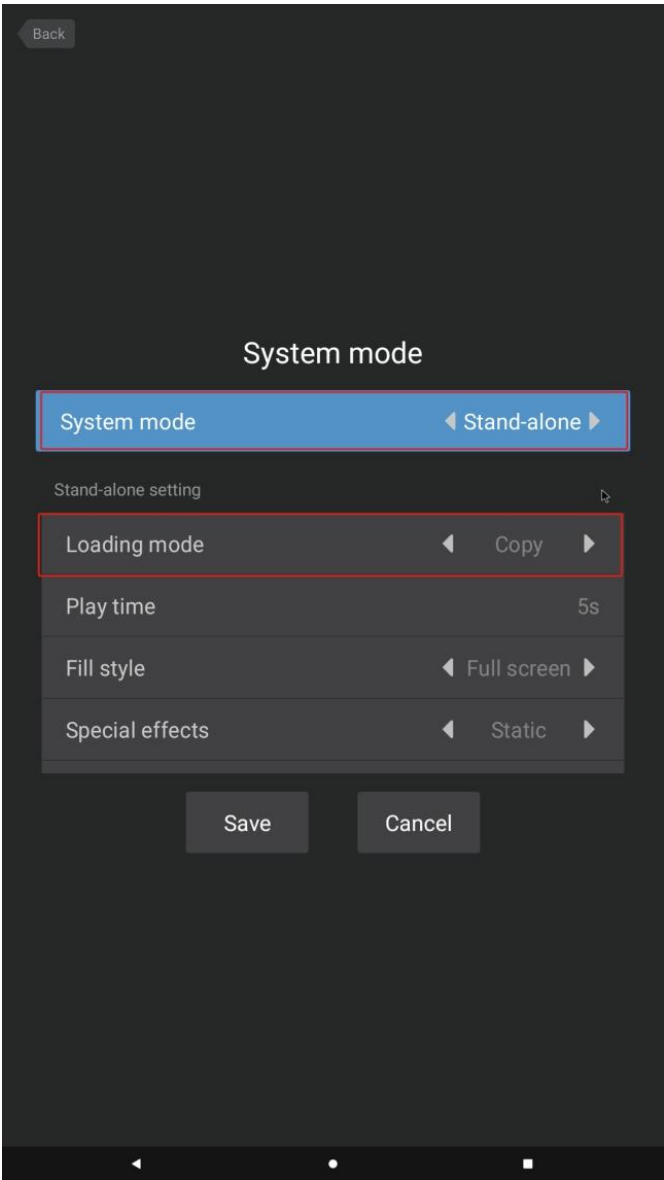 Back
System mode
System mode Stand-alone
Stand-alone setting
Loading mode Copy
Play time 5s
Fill style Full screen
Special effects Static
Save Cancel